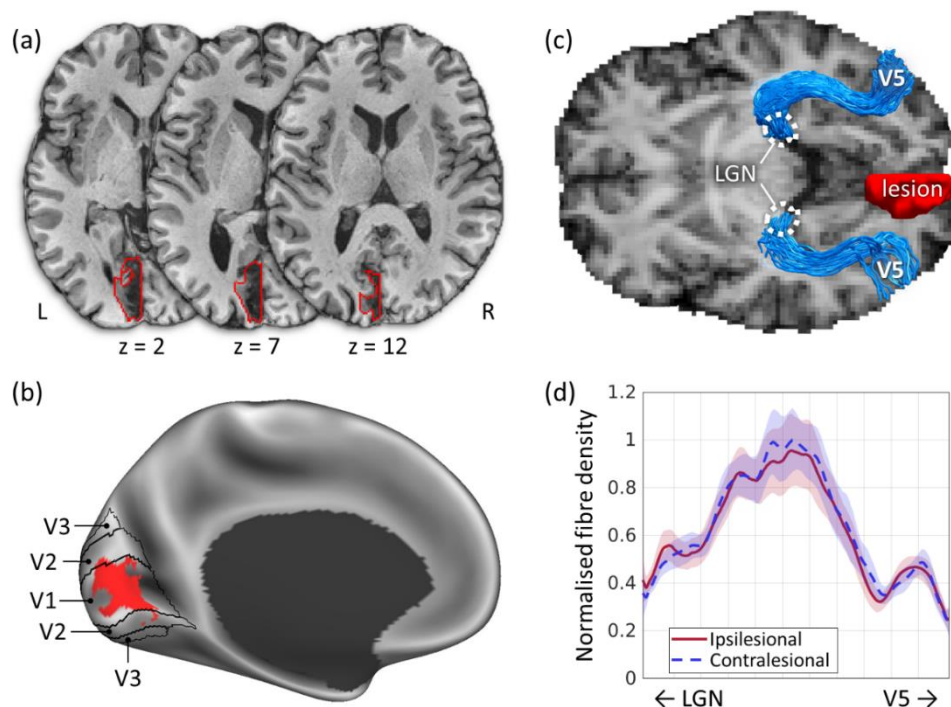 (a)
L
R
z = 2
z = 7
z = 12
(b)
V3
V2
V1
V2
V3
(c)
V5
LGN
lesion
V5
(d)
Normalised fibre density
1.2
1
0.8
0.6
0.4
0.2
0
Ipsilesional
Contralesional
← LGN
V5 →